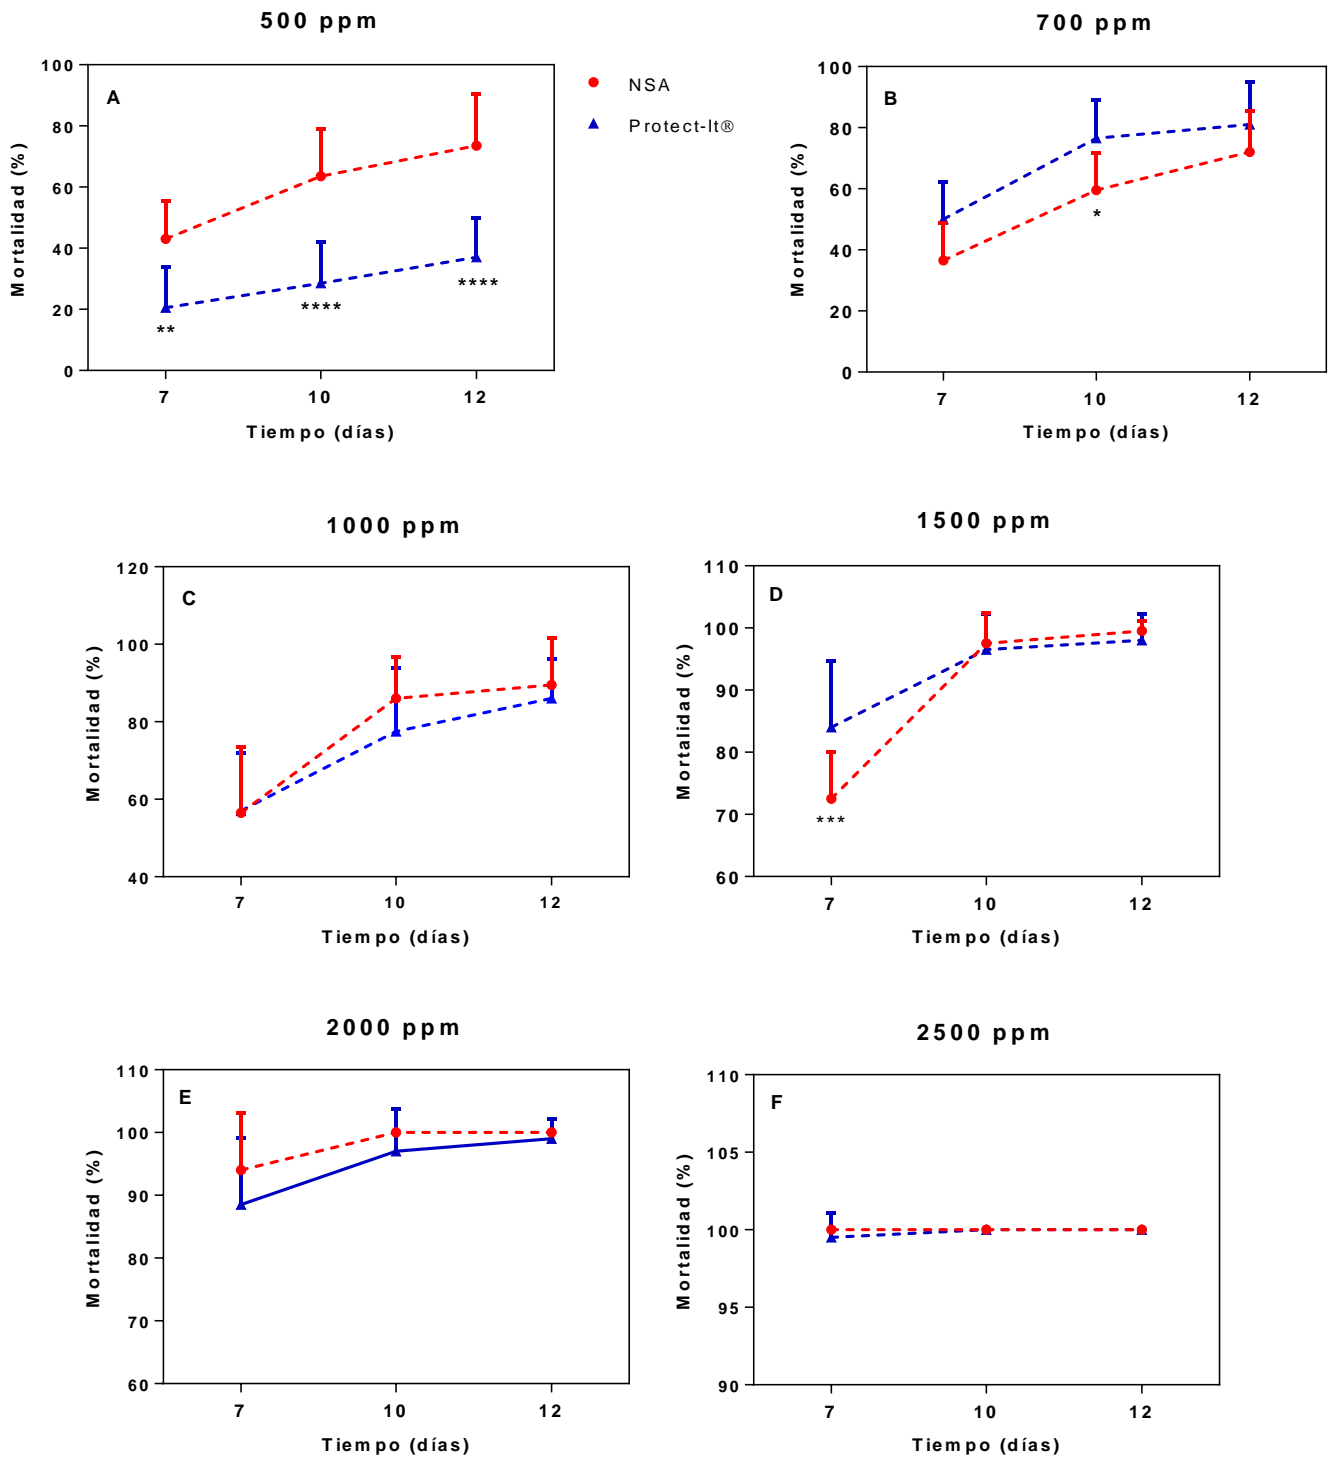 500 ppm
A
100
80
60
40
20
0
Mortalidad (%)
**
****
****
7 10 12
Tiempo (días)
NSA
Protect-It®
700 ppm
B
100
80
60
40
20
0
Mortalidad (%)
*
7 10 12
Tiempo (días)
1000 ppm
C
120
100
80
60
40
Mortalidad (%)
7 10 12
Tiempo (días)
1500 ppm
D
110
100
90
80
70
60
Mortalidad (%)
***
7 10 12
Tiempo (días)
2000 ppm
E
110
100
90
80
70
60
Mortalidad (%)
7 10 12
Tiempo (días)
2500 ppm
F
110
105
100
95
90
Mortalidad (%)
7 10 12
Tiempo (días)